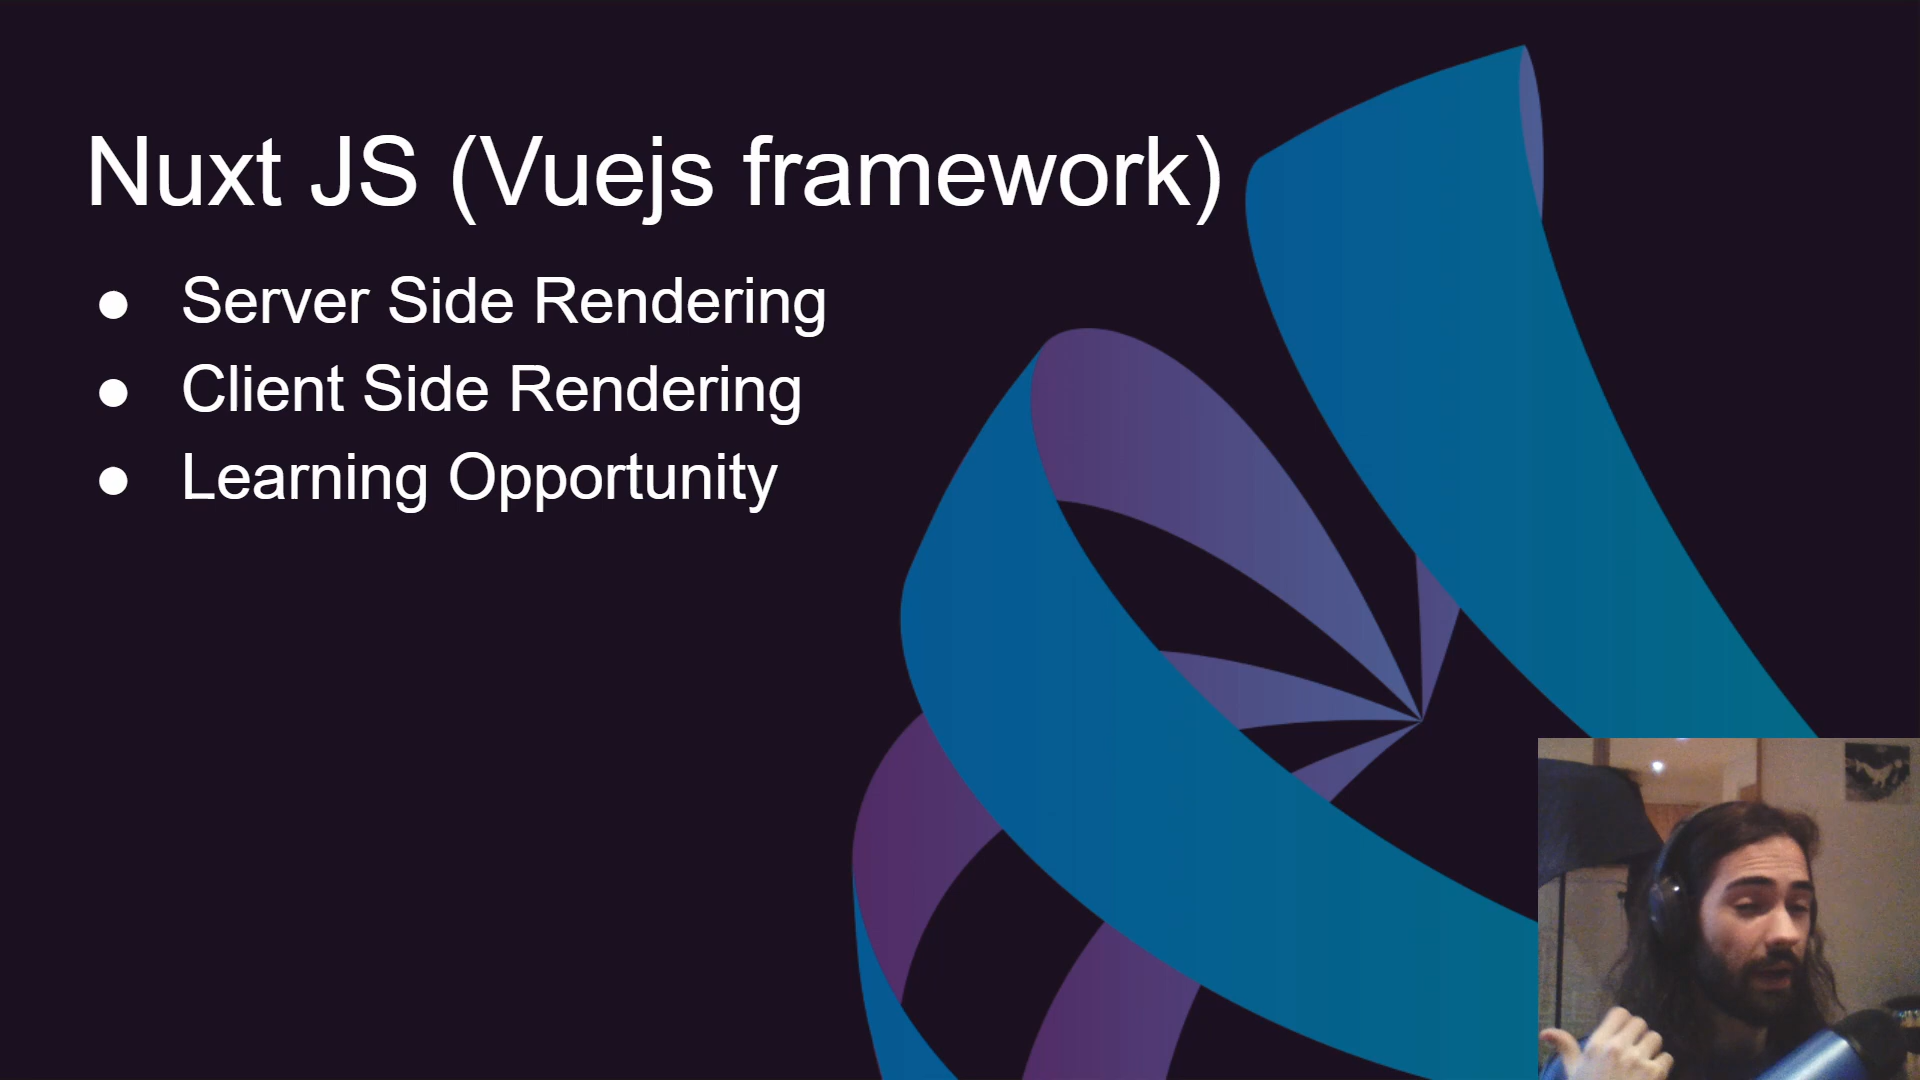 Nuxt JS (Vuejs framework)
● Server Side Rendering
● Client Side Rendering
● Learning Opportunity